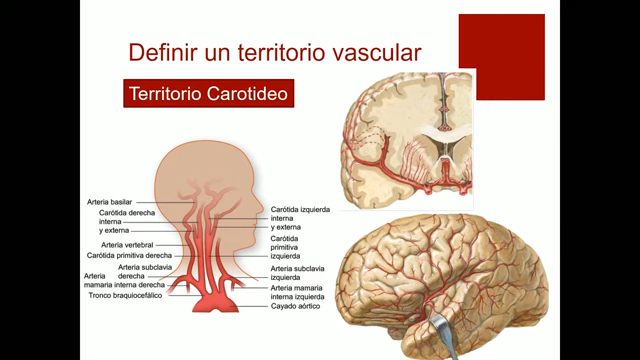 Definir un territorio vascular
Territorio Carotideo
Arteria basilar
Carótida derecha
interna
y externa
Arteria vertebral
Carótida primitiva derecha
Arteria subclavia
derecha
Arteria
mamaria interna derecha
Tronco braquiocefálico
Carótida izquierda
interna
y externa
Carótida
primitiva
izquierda
Arteria subclavia
izquierda
Arteria mamaria
interna izquierda
Cayado aórtico